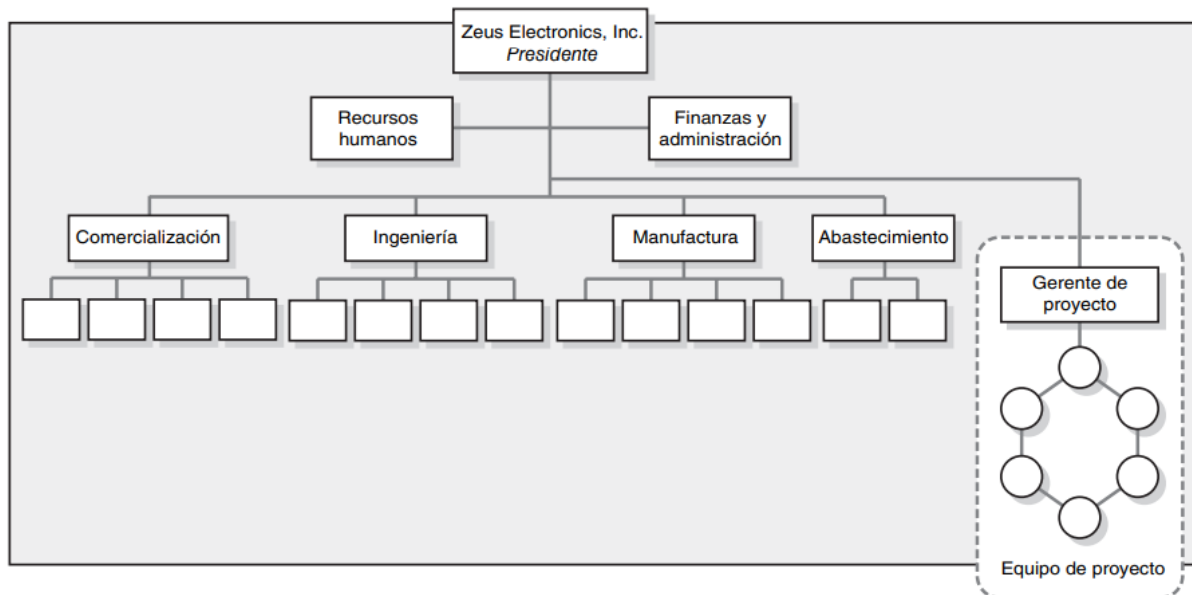 Zeus Electronics, Inc.
Presidente
Recursos
humanos
Finanzas y
administración
Comercialización
Ingeniería
Manufactura
Abastecimiento
Gerente de
proyecto
Equipo de proyecto